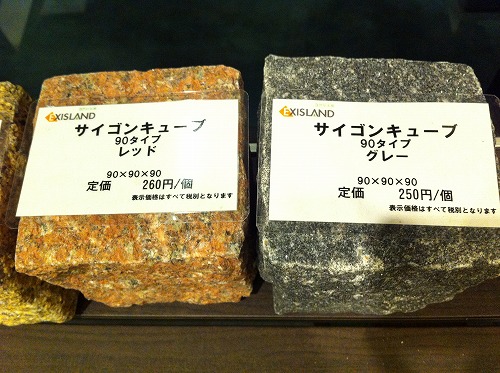 EXISLAND
サイゴンキューブ
90タイプ
レッド
90×90×90
定価 260円/個
表示価格はすべて税別となります
EXISLAND
サイゴンキューブ
90タイプ
グレー
90×90×90
定価 250円/個
表示価格はすべて税別となります